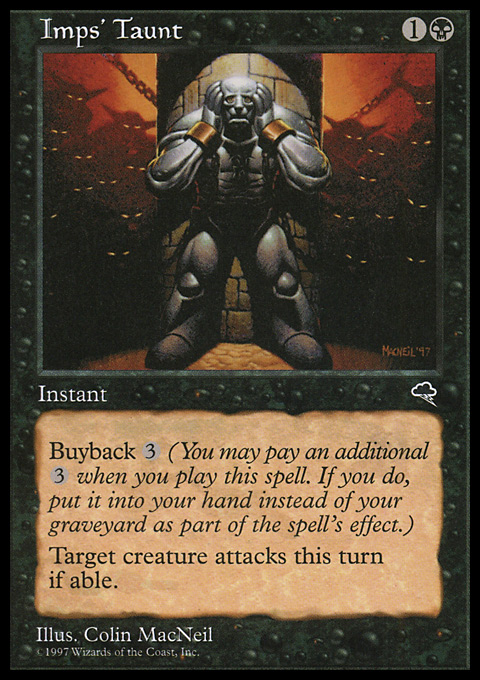 Imps' Taunt 1
MACNEIL '97
Instant
Buyback 3 (You may pay an additional
3 when you play this spell. If you do,
put it into your hand instead of your
graveyard as part of the spell's effect.)
Target creature attacks this turn
if able.
Illus. Colin MacNeil
©1997 Wizards of the Coast, Inc.